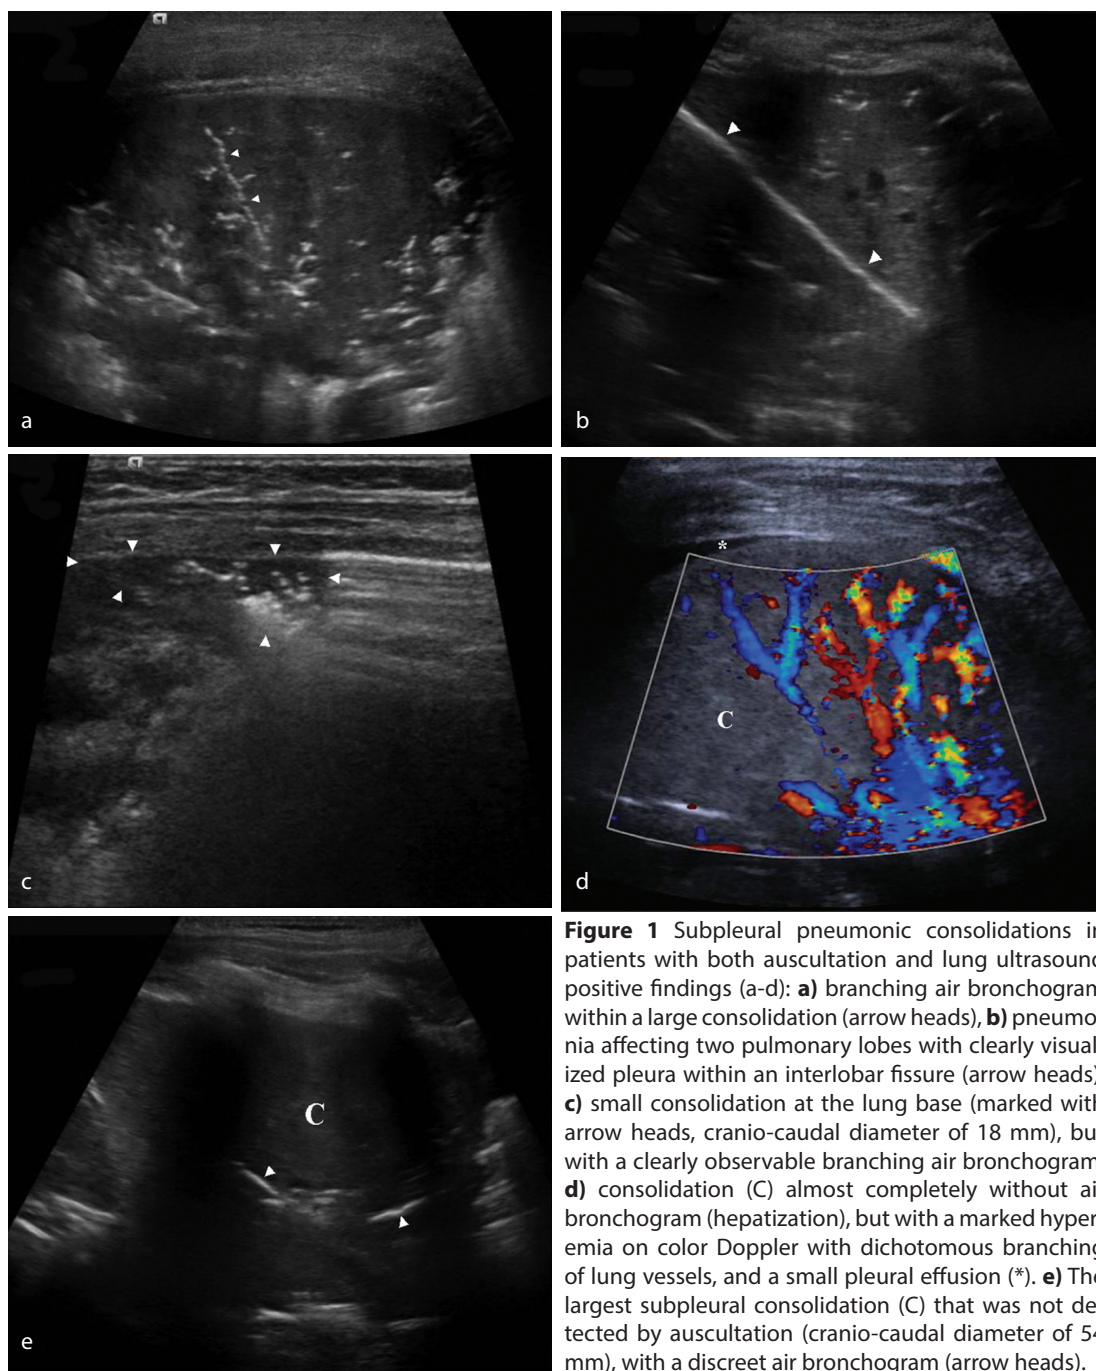 a
b
c
*
C
d
C
e
Figure 1 Subpleural pneumonic consolidations in
patients with both auscultation and lung ultrasound
positive findings (a-d): a) branching air bronchogram
within a large consolidation (arrow heads), b) pneumo-
nia affecting two pulmonary lobes with clearly visual-
ized pleura within an interlobar fissure (arrow heads)
c) small consolidation at the lung base (marked with
arrow heads, cranio-caudal diameter of 18 mm), but
with a clearly observable branching air bronchogram
d) consolidation (C) almost completely without air
bronchogram (hepatization), but with a marked hyper-
emia on color Doppler with dichotomous branching
of lung vessels, and a small pleural effusion (*). e) The
largest subpleural consolidation (C) that was not de-
tected by auscultation (cranio-caudal diameter of 54
mm), with a discreet air bronchogram (arrow heads).